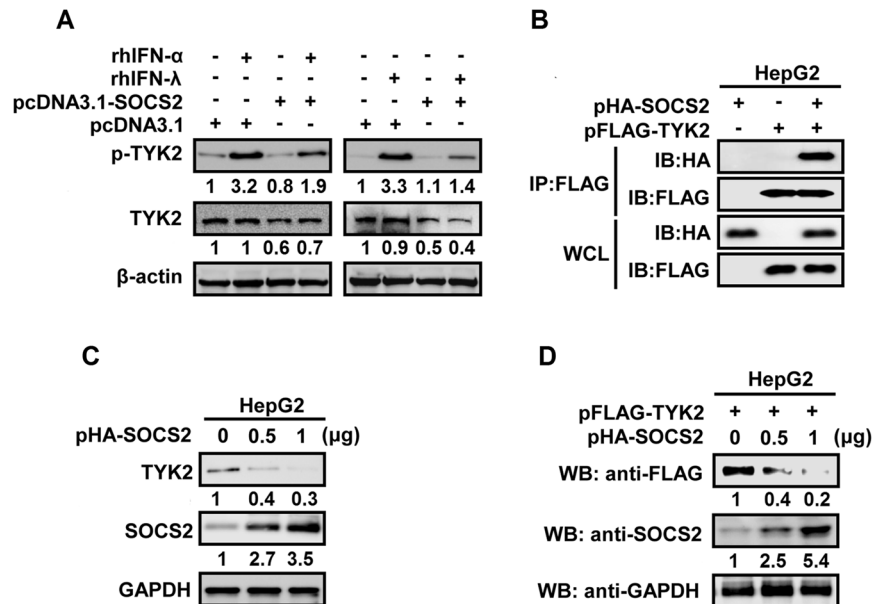 A
rhIFN-α - + - + - - - -
rhIFN-λ - - - - - + - +
pcDNA3.1-SOCS2 - - + + - - + +
pcDNA3.1 + + - - + + - -
p-TYK2
1 3.2 0.8 1.9 1 3.3 1.1 1.4
TYK2
1 1 0.6 0.7 1 0.9 0.5 0.4
β-actin
B
HepG2
pHA-SOCS2 + - +
pFLAG-TYK2 - + +
IP:FLAG
IB:HA
IB:FLAG
WCL
IB:HA
IB:FLAG
C
HepG2
pHA-SOCS2 0 0.5 1 (μg)
TYK2
1 0.4 0.3
SOCS2
1 2.7 3.5
GAPDH
D
HepG2
pFLAG-TYK2 + + +
pHA-SOCS2 0 0.5 1 (μg)
WB: anti-FLAG
1 0.4 0.2
WB: anti-SOCS2
1 2.5 5.4
WB: anti-GAPDH